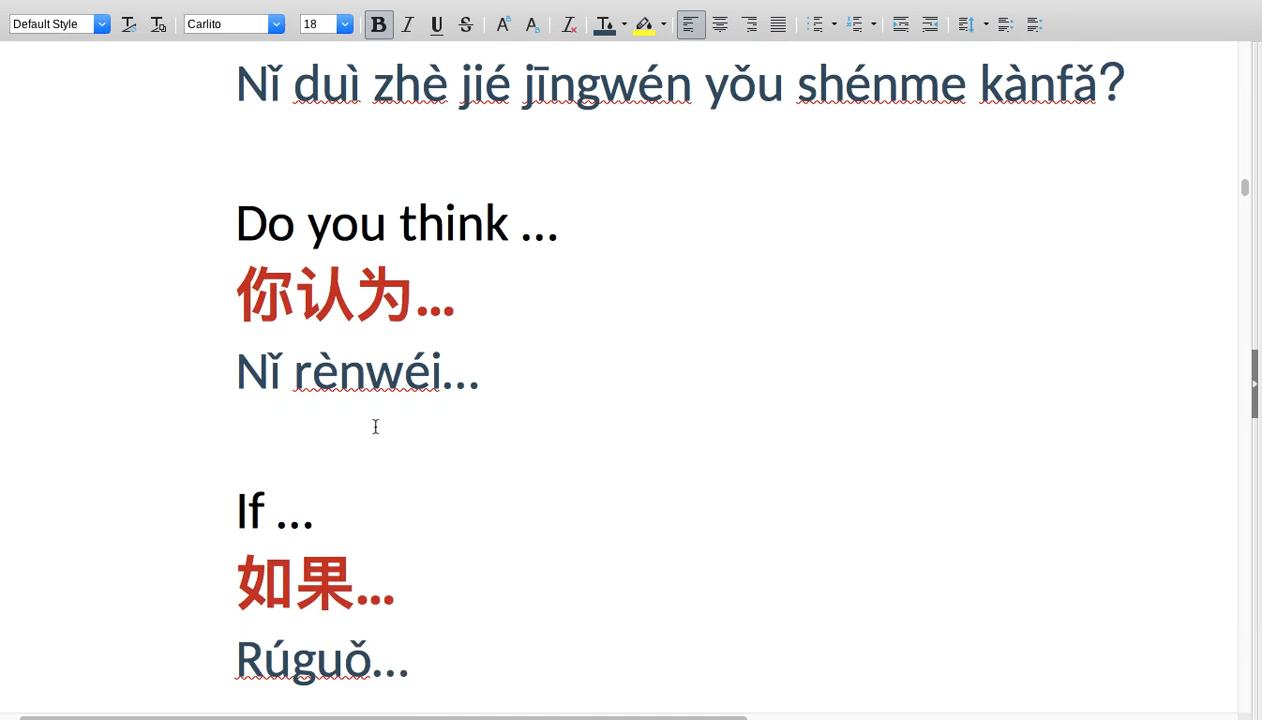 Default Style Carlito 18
Nǐ duì zhè jié jīngwén yǒu shénme kànfǎ?
Do you think ...
你认为...
Nǐ rènwéi...
If ...
如果...
Rúguǒ...